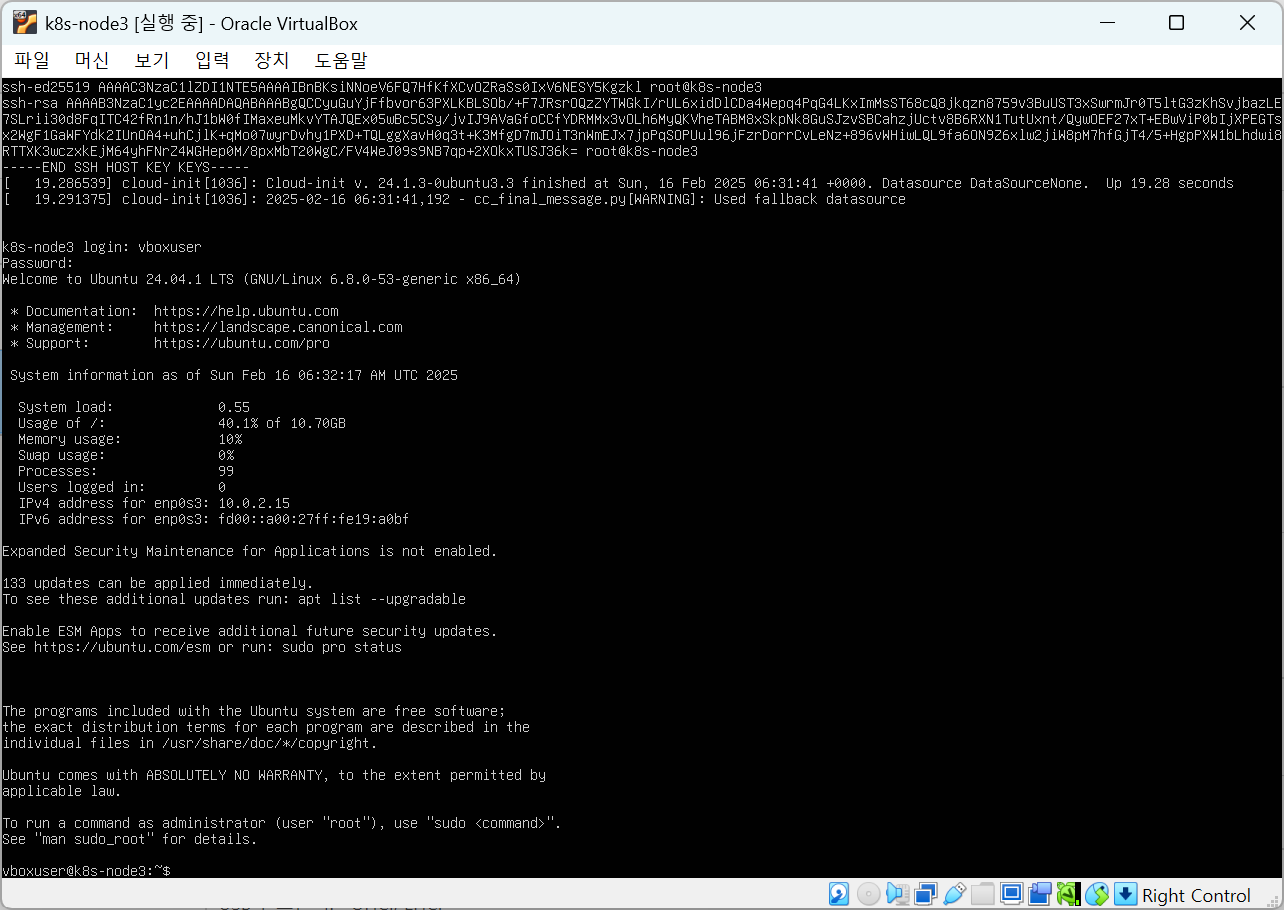 k8s-node3 [실행 중] - Oracle VirtualBox
파일 머신 보기 입력 장치 도움말
ssh-ed25519 AAAAC3NzaC1lZDI1NTE5AAAAIBnBKsiNNoeV6FQ7HfKfXCvOZRaSs0IxV6NESY5Kgzkl root@k8s-node3
ssh-rsa AAAAB3NzaC1yc2EAAAADAQABAAABgQCCyuGuYjFfbvor63PXLKBLSOb/+F7JRsrOQzZYTWGkI/rUL6xidDlCDa4Wepq4PqG4LKxImMsST68cQ8jkqzn8759v3BuUST3xSwrmJr0T5ltG3zKhSvjbazLE
7SLrii30d8FqITC42fRn1n/hJ1bW0fIMaxeuMkvYTAJQEx05wBc5CSy/jvIJ9AVaGfoCCfYDRMMx3vOLh6MyQKVheTABM8xSkpNk8GuSJzvSBCahzjUctv8B6RXN1TutUxnt/QywOEF27xT+EBwViP0bIjXPEGTs
x2WgF1GaWFYdk2IUnOA4+uhCjlK+qMo07wyrDvhy1PXD+TQLggXavH0q3t+K3MfgD7mJOiT3nWmEJx7jpPqSOPUul96jFzrDorrCvLeNz+896vWHiwLQL9fa6ON9Z6xlw2jiW8pM7hfGjT4/5+HgpPXW1bLhdwi8
RTTXK3wczxkEjM64yhFNrZ4WGHep0M/8pxMbT20WgC/FV4WeJ09s9NB7qp+2XOkxTUSJ36k= root@k8s-node3
-----END SSH HOST KEY KEYS-----
[   19.286539] cloud-init[1036]: Cloud-init v. 24.1.3-0ubuntu3.3 finished at Sun, 16 Feb 2025 06:31:41 +0000. Datasource DataSourceNone.  Up 19.28 seconds
[   19.291375] cloud-init[1036]: 2025-02-16 06:31:41,192 - cc_final_message.py[WARNING]: Used fallback datasource
k8s-node3 login: vboxuser
Password:
Welcome to Ubuntu 24.04.1 LTS (GNU/Linux 6.8.0-53-generic x86_64)
* Documentation:  https://help.ubuntu.com
* Management:     https://landscape.canonical.com
* Support:        https://ubuntu.com/pro
System information as of Sun Feb 16 06:32:17 AM UTC 2025
System load:             0.55
Usage of /:              40.1% of 10.70GB
Memory usage:            10%
Swap usage:              0%
Processes:               99
Users logged in:         0
IPv4 address for enp0s3: 10.0.2.15
IPv6 address for enp0s3: fd00::a00:27ff:fe19:a0bf
Expanded Security Maintenance for Applications is not enabled.
133 updates can be applied immediately.
To see these additional updates run: apt list --upgradable
Enable ESM Apps to receive additional future security updates.
See https://ubuntu.com/esm or run: sudo pro status
The programs included with the Ubuntu system are free software;
the exact distribution terms for each program are described in the
individual files in /usr/share/doc/*/copyright.
Ubuntu comes with ABSOLUTELY NO WARRANTY, to the extent permitted by
applicable law.
To run a command as administrator (user "root"), use "sudo <command>".
See "man sudo_root" for details.
vboxuser@k8s-node3:~$
Right Control